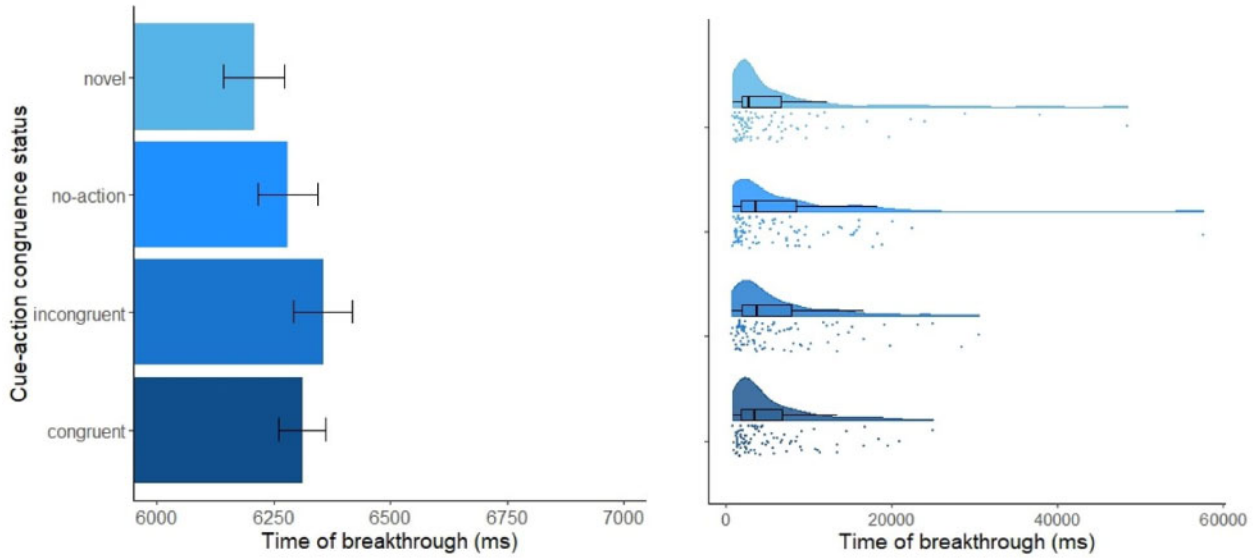 Cue-action congruence status
novel
no-action
incongruent
congruent
6000 6250 6500 6750 7000
Time of breakthrough (ms)
0 20000 40000 60000
Time of breakthrough (ms)